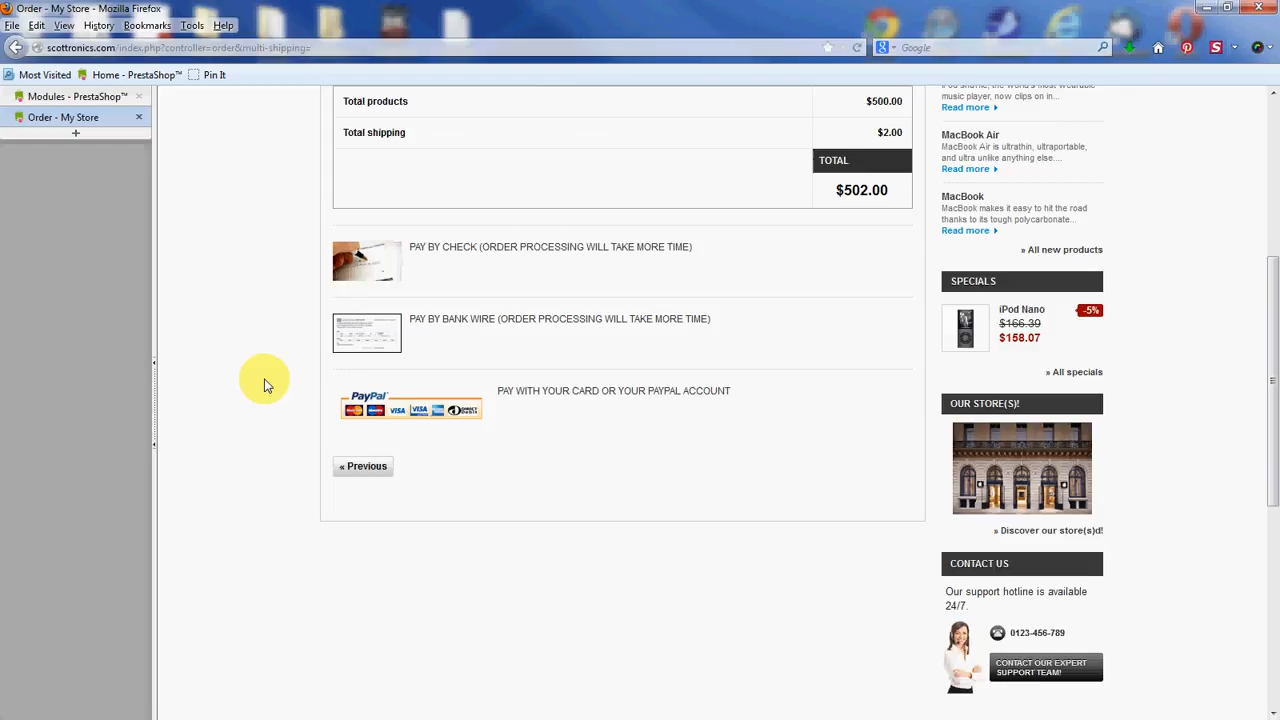 Order - My Store - Mozilla Firefox
File Edit View History Bookmarks Tools Help
scottronics.com/index.php?controller=order&multi-shipping=
Google
Most Visited Home - PrestaShop™ Pin It
Modules - PrestaShop™ ×
Order - My Store ×
+
Total products $500.00
Total shipping $2.00
TOTAL
$502.00
PAY BY CHECK (ORDER PROCESSING WILL TAKE MORE TIME)
PAY BY BANK WIRE (ORDER PROCESSING WILL TAKE MORE TIME)
PayPal
VISA
PAY WITH YOUR CARD OR YOUR PAYPAL ACCOUNT
« Previous
music player, now clips on in...
Read more
MacBook Air
MacBook Air is ultrathin, ultraportable,
and ultra unlike anything else....
Read more
MacBook
MacBook makes it easy to hit the road
thanks to its tough polycarbonate...
Read more
» All new products
SPECIALS
iPod Nano -5%
$166.39
$158.07
» All specials
OUR STORE(S)!
» Discover our store(s)d!
CONTACT US
Our support hotline is available
24/7.
0123-456-789
CONTACT OUR EXPERT
SUPPORT TEAM!